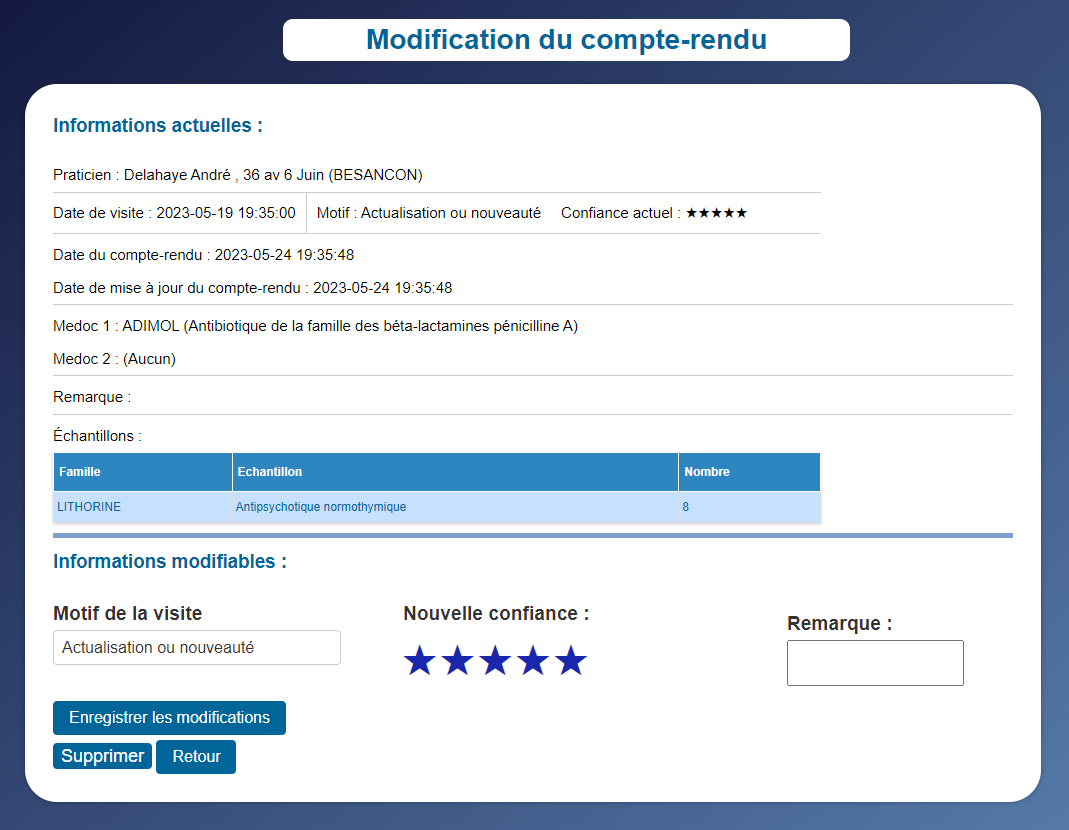 Modification du compte-rendu
Informations actuelles :
Praticien : Delahaye André , 36 av 6 Juin (BESANCON)
Date de visite : 2023-05-19 19:35:00 Motif : Actualisation ou nouveauté Confiance actuel : ★★★★★
Date du compte-rendu : 2023-05-24 19:35:48
Date de mise à jour du compte-rendu : 2023-05-24 19:35:48
Medoc 1 : ADIMOL (Antibiotique de la famille des béta-lactamines pénicilline A)
Medoc 2 : (Aucun)
Remarque :
Échantillons :
Famille Echantillon Nombre
LITHORINE Antipsychotique normothymique 8
Informations modifiables :
Motif de la visite Nouvelle confiance : Remarque :
Actualisation ou nouveauté ★★★★★
Enregistrer les modifications
Supprimer Retour